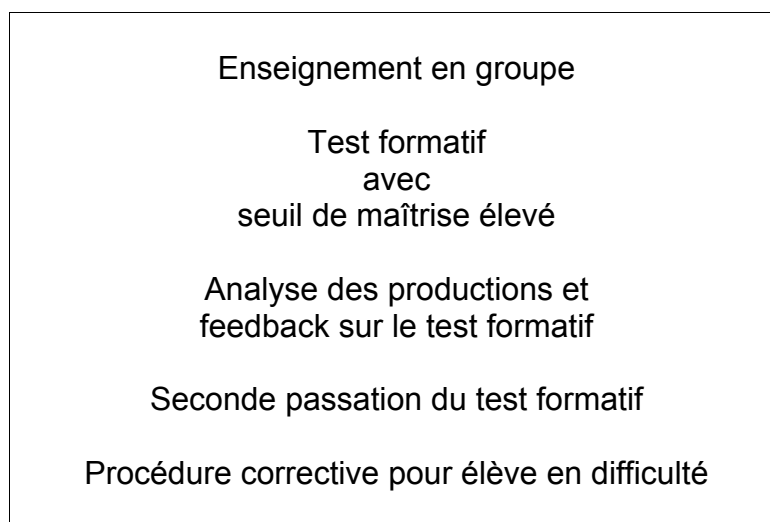 Enseignement en groupe
Test formatif
avec
seuil de maîtrise élevé
Analyse des productions et
feedback sur le test formatif
Seconde passation du test formatif
Procédure corrective pour élève en difficulté